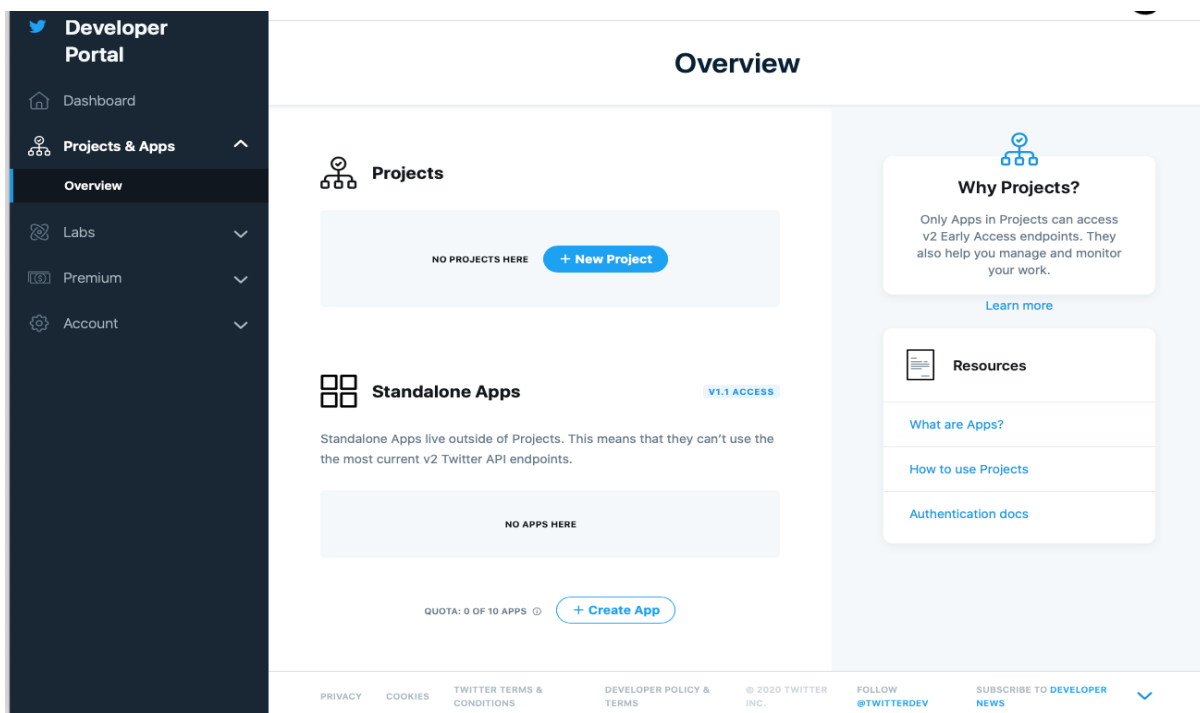 Developer
Portal
Dashboard
Projects & Apps
Overview
Labs
Premium
Account
Overview
Projects
NO PROJECTS HERE
+ New Project
Standalone Apps
V1.1 ACCESS
Standalone Apps live outside of Projects. This means that they can't use the
the most current v2 Twitter API endpoints.
NO APPS HERE
QUOTA: 0 OF 10 APPS
+ Create App
Why Projects?
Only Apps in Projects can access
v2 Early Access endpoints. They
also help you manage and monitor
your work.
Learn more
Resources
What are Apps?
How to use Projects
Authentication docs
PRIVACY
COOKIES
TWITTER TERMS &
CONDITIONS
DEVELOPER POLICY &
TERMS
© 2020 TWITTER
INC.
FOLLOW
@TWITTERDEV
SUBSCRIBE TO DEVELOPER
NEWS